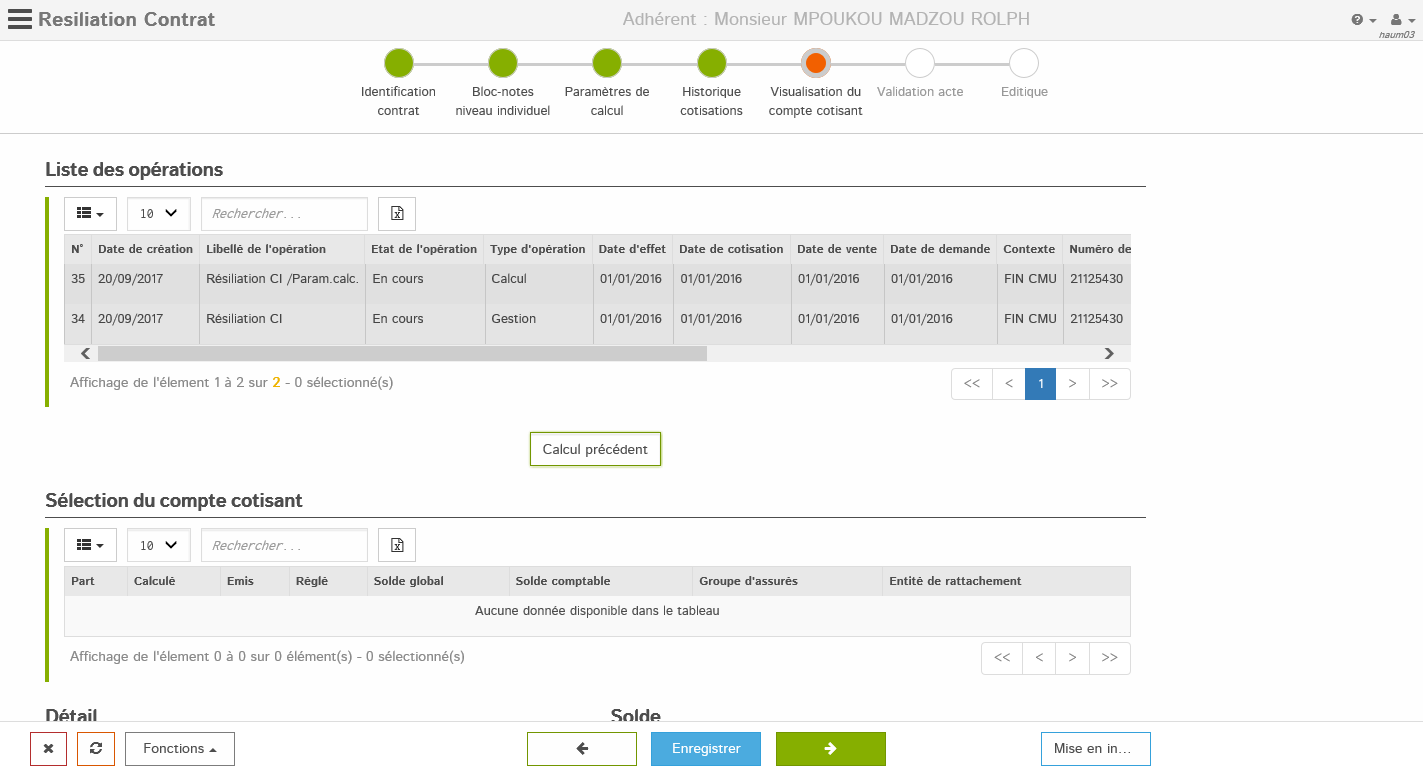 Resiliation Contrat
Adhérent : Monsieur MPOUKOU MADZOU ROLPH
haum03
Identification contrat
Bloc-notes niveau individuel
Paramètres de calcul
Historique cotisations
Visualisation du compte cotisant
Validation acte
Editique
Liste des opérations
10
Rechercher...
N° Date de création Libellé de l'opération Etat de l'opération Type d'opération Date d'effet Date de cotisation Date de vente Date de demande Contexte Numéro de
35 20/09/2017 Résiliation CI /Param.calc. En cours Calcul 01/01/2016 01/01/2016 01/01/2016 01/01/2016 FIN CMU 21125430
34 20/09/2017 Résiliation CI En cours Gestion 01/01/2016 01/01/2016 01/01/2016 01/01/2016 FIN CMU 21125430
Affichage de l'élement 1 à 2 sur 2 - 0 sélectionné(s)
<< < 1 > >>
Calcul précédent
Sélection du compte cotisant
10
Rechercher...
Part Calculé Emis Réglé Solde global Solde comptable Groupe d'assurés Entité de rattachement
Aucune donnée disponible dans le tableau
Affichage de l'élement 0 à 0 sur 0 élément(s) - 0 sélectionné(s)
<< < > >>
Détail
Solde
Fonctions
Enregistrer
Mise en in...